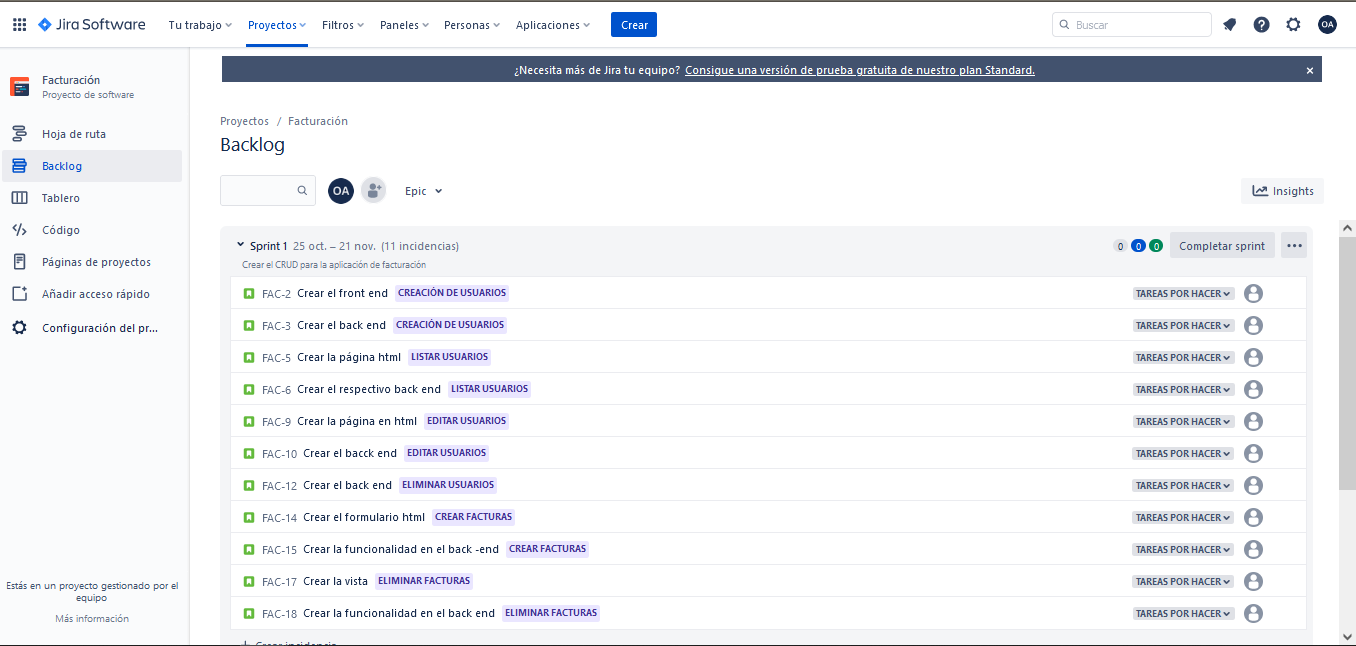 Jira Software Tu trabajo Proyectos Filtros Paneles Personas Aplicaciones Crear Buscar OA
¿Necesita más de Jira tu equipo? Consigue una versión de prueba gratuita de nuestro plan Standard.
Facturación
Proyecto de software
Hoja de ruta
Backlog
Tablero
Código
Páginas de proyectos
Añadir acceso rápido
Configuración del pr...
Estás en un proyecto gestionado por el
equipo
Más información
Proyectos / Facturación
Backlog
OA Epic Insights
Sprint 1 25 oct. – 21 nov. (11 incidencias) 0 0 0 Completar sprint
Crear el CRUD para la aplicación de facturación
FAC-2 Crear el front end CREACIÓN DE USUARIOS TAREAS POR HACER
FAC-3 Crear el back end CREACIÓN DE USUARIOS TAREAS POR HACER
FAC-5 Crear la página html LISTAR USUARIOS TAREAS POR HACER
FAC-6 Crear el respectivo back end LISTAR USUARIOS TAREAS POR HACER
FAC-9 Crear la página en html EDITAR USUARIOS TAREAS POR HACER
FAC-10 Crear el bacck end EDITAR USUARIOS TAREAS POR HACER
FAC-12 Crear el back end ELIMINAR USUARIOS TAREAS POR HACER
FAC-14 Crear el formulario html CREAR FACTURAS TAREAS POR HACER
FAC-15 Crear la funcionalidad en el back -end CREAR FACTURAS TAREAS POR HACER
FAC-17 Crear la vista ELIMINAR FACTURAS TAREAS POR HACER
FAC-18 Crear la funcionalidad en el back end ELIMINAR FACTURAS TAREAS POR HACER
+ Crear incidencia